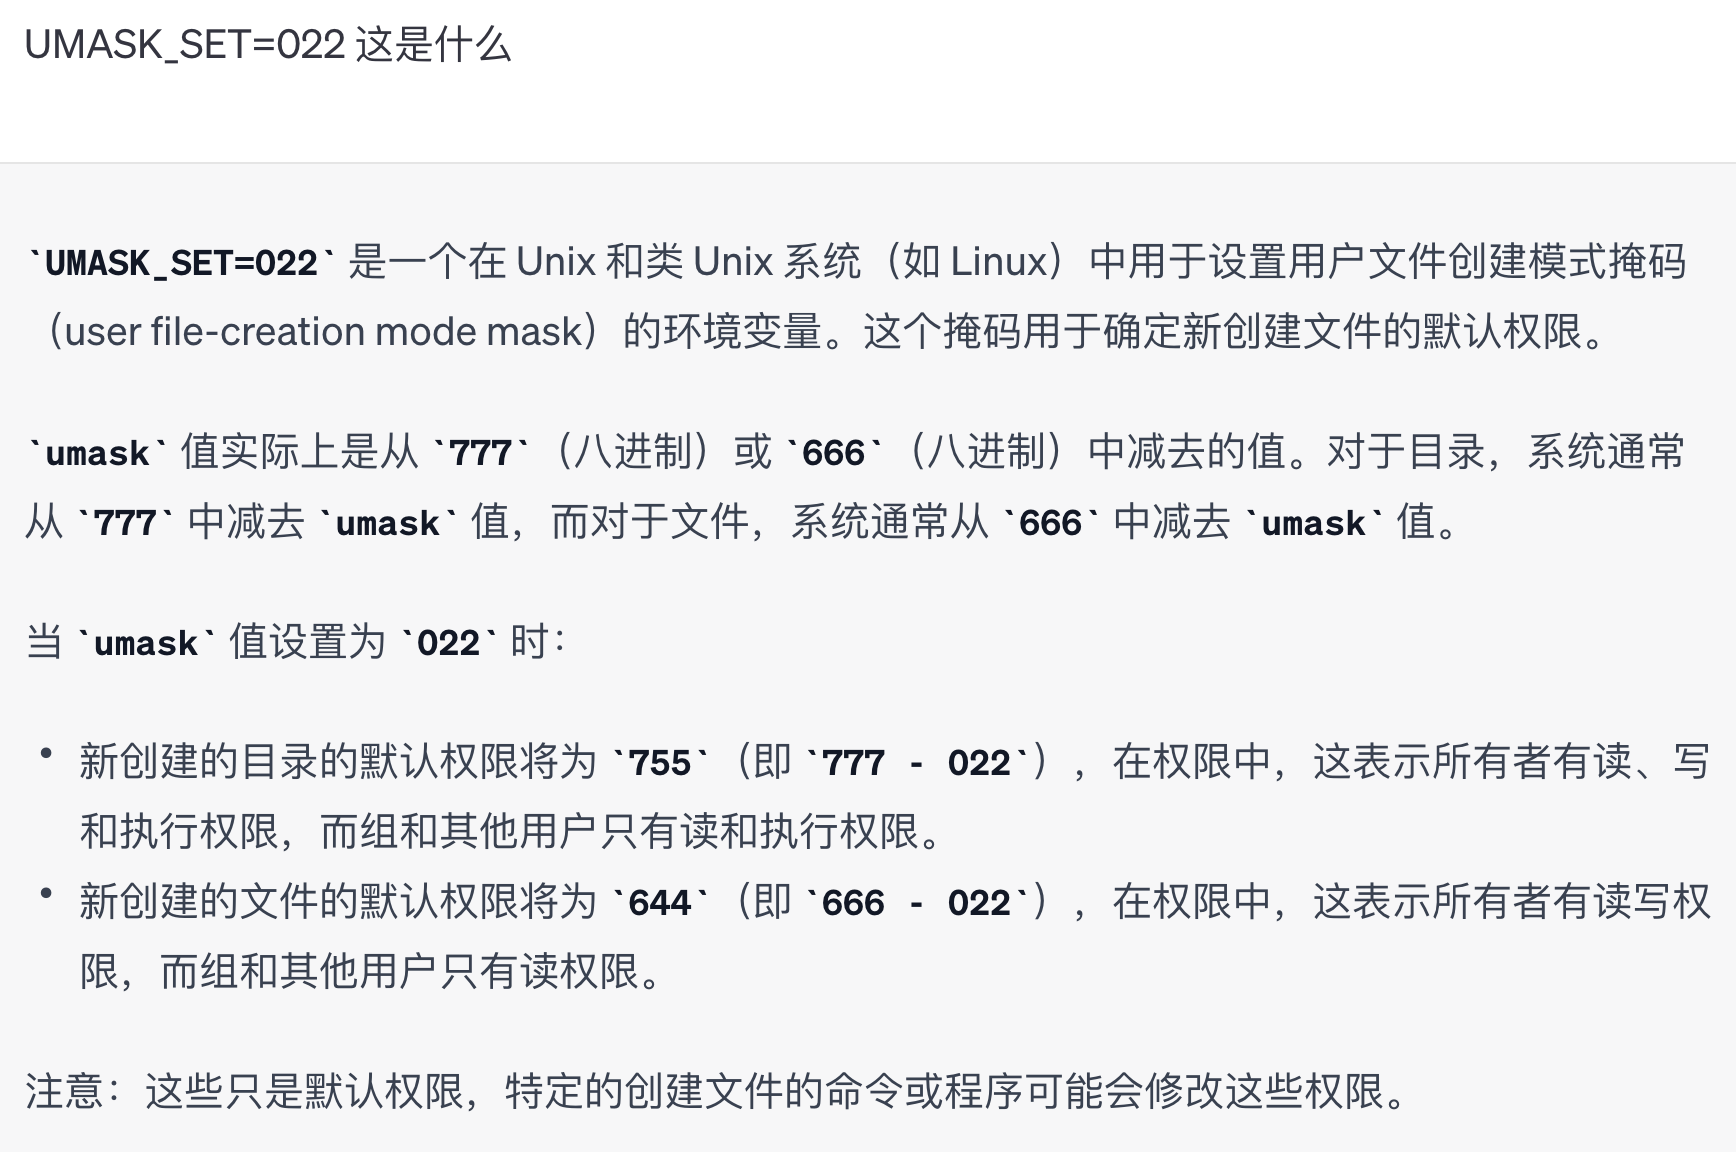 UMASK_SET=022 这是什么
`UMASK_SET=022` 是一个在 Unix 和类 Unix 系统（如 Linux）中用于设置用户文件创建模式掩码
（user file-creation mode mask）的环境变量。这个掩码用于确定新创建文件的默认权限。
`umask` 值实际上是从 `777`（八进制）或 `666`（八进制）中减去的值。对于目录，系统通常
从 `777` 中减去 `umask` 值，而对于文件，系统通常从 `666` 中减去 `umask` 值。
当 `umask` 值设置为 `022` 时：
• 新创建的目录的默认权限将为 `755`（即 `777 - 022`），在权限中，这表示所有者有读、写
和执行权限，而组和其他用户只有读和执行权限。
• 新创建的文件的默认权限将为 `644`（即 `666 - 022`），在权限中，这表示所有者有读写权
限，而组和其他用户只有读权限。
注意：这些只是默认权限，特定的创建文件的命令或程序可能会修改这些权限。